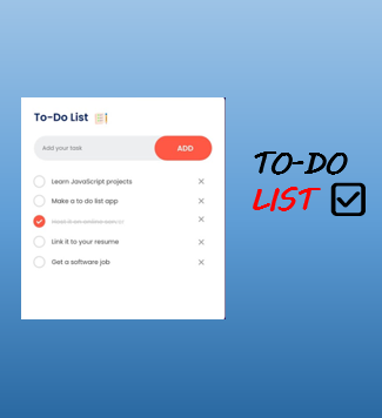 To-Do List
Add your task
ADD
Learn JavaScript projects
Make a to do list app
Link it to your resume
Get a software job
TO-DO
LIST